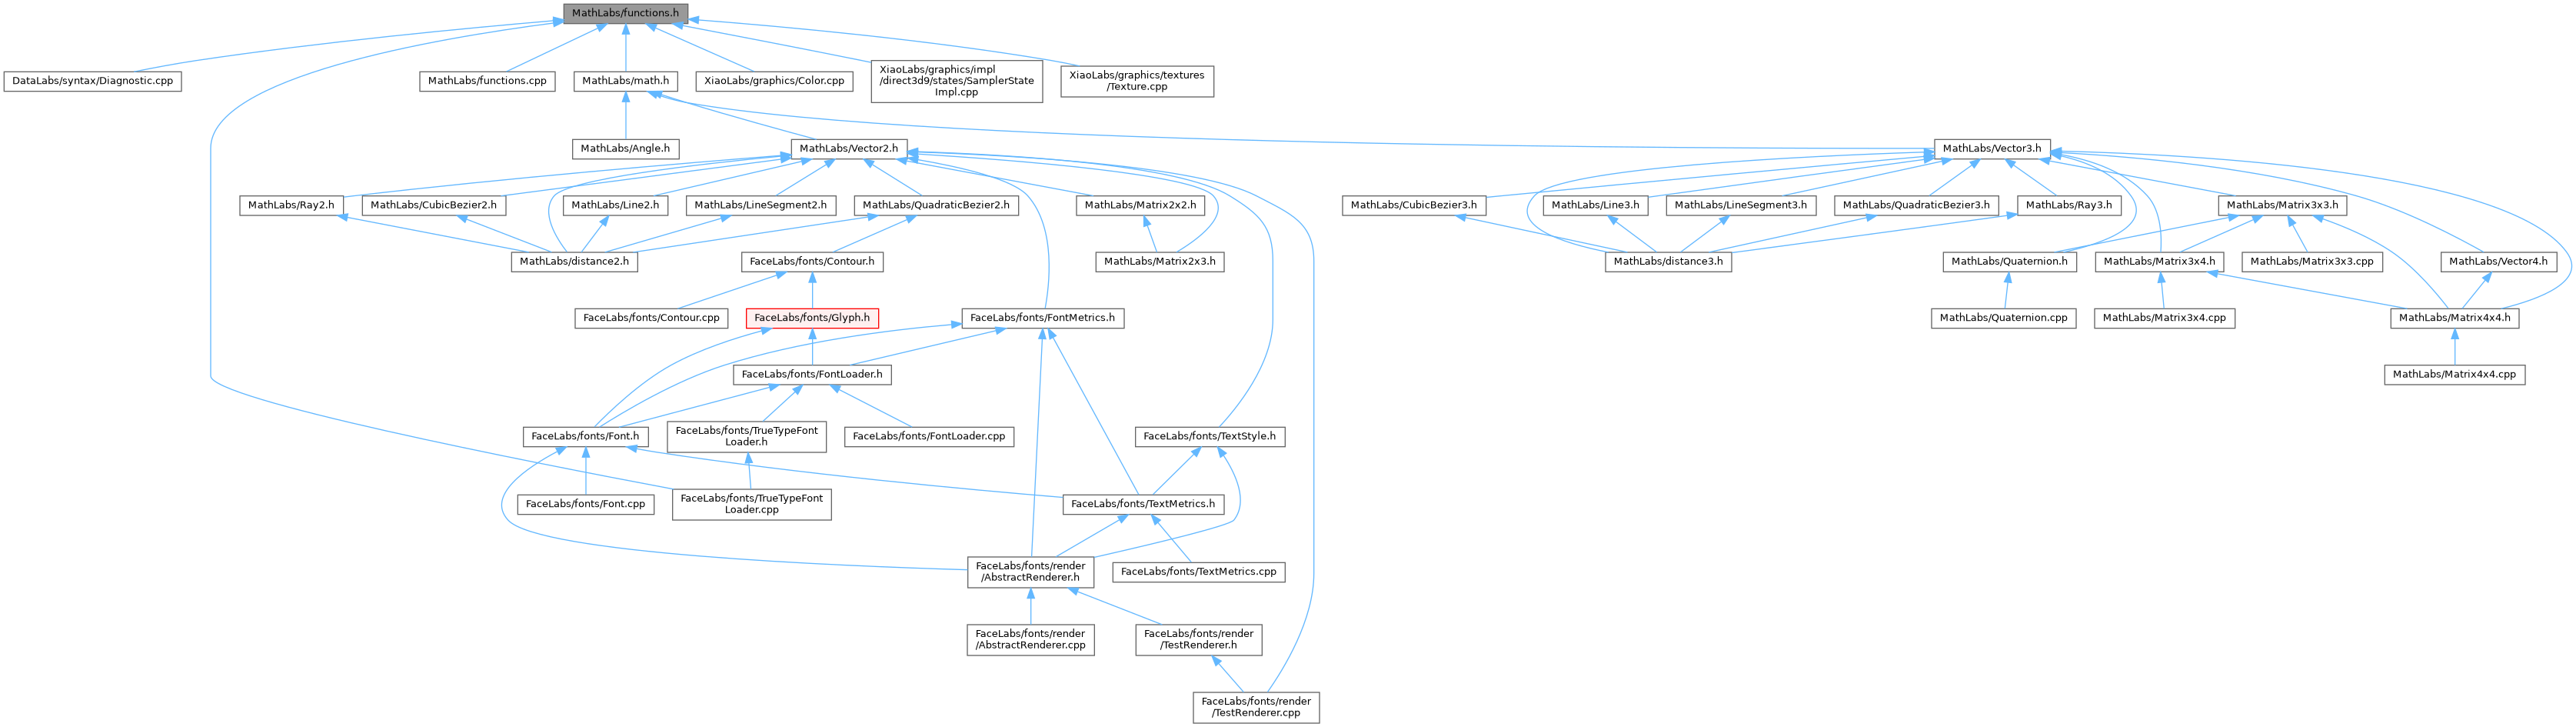 MathLabs/functions.h
DataLabs/syntax/Diagnostic.cpp
MathLabs/functions.cpp
MathLabs/math.h
XiaoLabs/graphics/Color.cpp
XiaoLabs/graphics/impl
/direct3d9/states/SamplerState
Impl.cpp
XiaoLabs/graphics/textures
/Texture.cpp
MathLabs/Angle.h
MathLabs/Vector2.h
MathLabs/Vector3.h
MathLabs/Ray2.h
MathLabs/CubicBezier2.h
MathLabs/Line2.h
MathLabs/LineSegment2.h
MathLabs/QuadraticBezier2.h
MathLabs/Matrix2x2.h
MathLabs/CubicBezier3.h
MathLabs/Line3.h
MathLabs/LineSegment3.h
MathLabs/QuadraticBezier3.h
MathLabs/Ray3.h
MathLabs/Matrix3x3.h
MathLabs/distance2.h
FaceLabs/fonts/Contour.h
MathLabs/Matrix2x3.h
MathLabs/distance3.h
MathLabs/Quaternion.h
MathLabs/Matrix3x4.h
MathLabs/Matrix3x3.cpp
MathLabs/Vector4.h
FaceLabs/fonts/Contour.cpp
FaceLabs/fonts/Glyph.h
FaceLabs/fonts/FontMetrics.h
MathLabs/Quaternion.cpp
MathLabs/Matrix3x4.cpp
MathLabs/Matrix4x4.h
FaceLabs/fonts/FontLoader.h
MathLabs/Matrix4x4.cpp
FaceLabs/fonts/Font.h
FaceLabs/fonts/TrueTypeFont
Loader.h
FaceLabs/fonts/FontLoader.cpp
FaceLabs/fonts/TextStyle.h
FaceLabs/fonts/Font.cpp
FaceLabs/fonts/TrueTypeFont
Loader.cpp
FaceLabs/fonts/TextMetrics.h
FaceLabs/fonts/render
/AbstractRenderer.h
FaceLabs/fonts/TextMetrics.cpp
FaceLabs/fonts/render
/AbstractRenderer.cpp
FaceLabs/fonts/render
/TestRenderer.h
FaceLabs/fonts/render
/TestRenderer.cpp